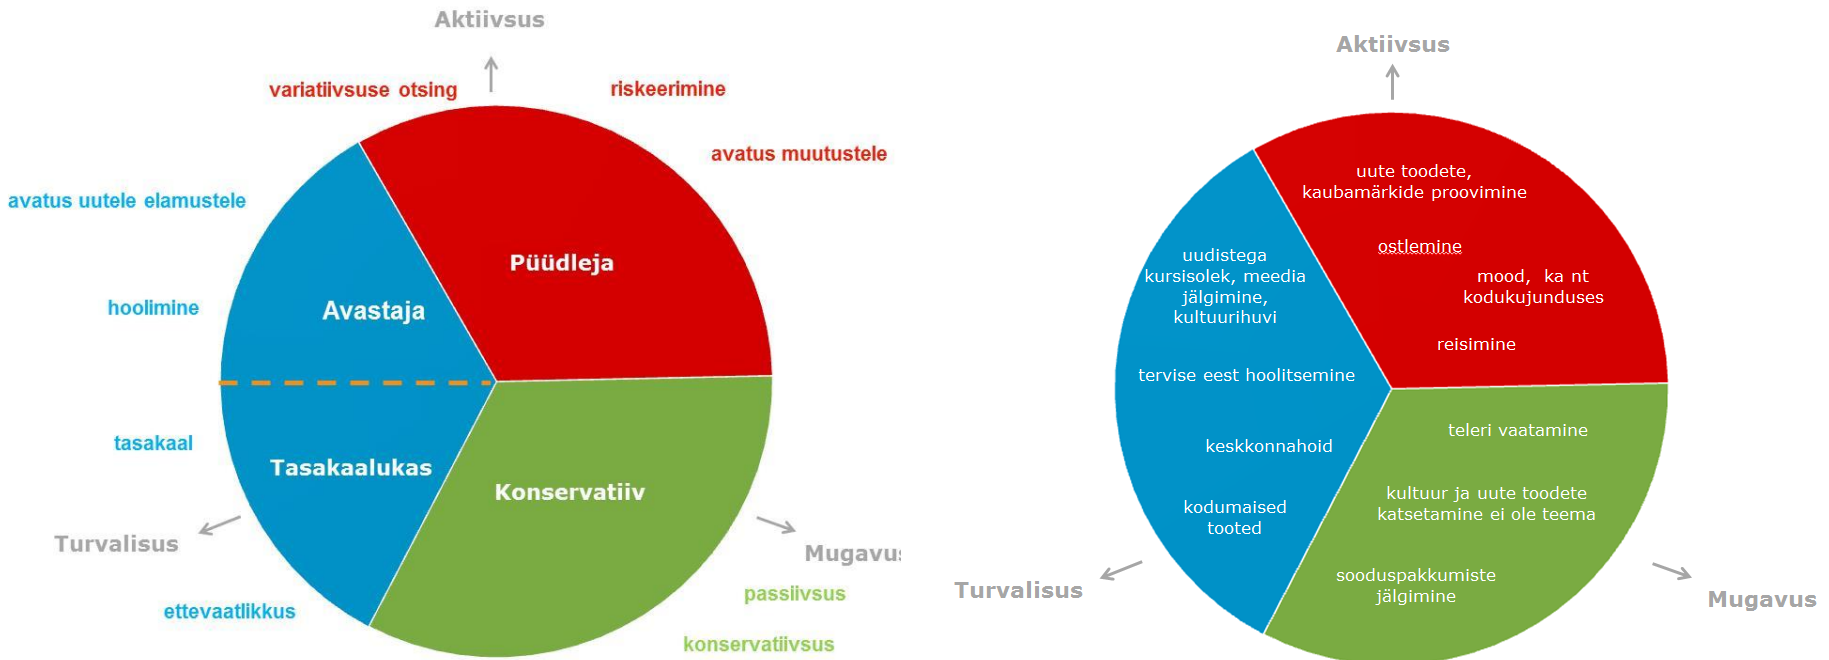 Aktiivsus
variatiivsuse otsing
riskeerimine
avatus muutustele
avatus uutele elamustele
Püüdleja
hoolimine
Avastaja
tasakaal
Tasakaalukas
Konservatiiv
Turvalisus
Mugavus
passiivsus
ettevaatlikkus
konservatiivsus
Aktiivsus
uute toodete,
kaubamärkide proovimine
ostlemine
mood, ka nt
kodukujunduses
reisimine
uudistega
kursisolek, meedia
jälgimine,
kultuurihuvi
tervise eest hoolitsemine
keskkonnahoid
kodumaised
tooted
teleri vaatamine
kultuur ja uute toodete
katsetamine ei ole teema
sooduspakkumiste
jälgimine
Turvalisus
Mugavus